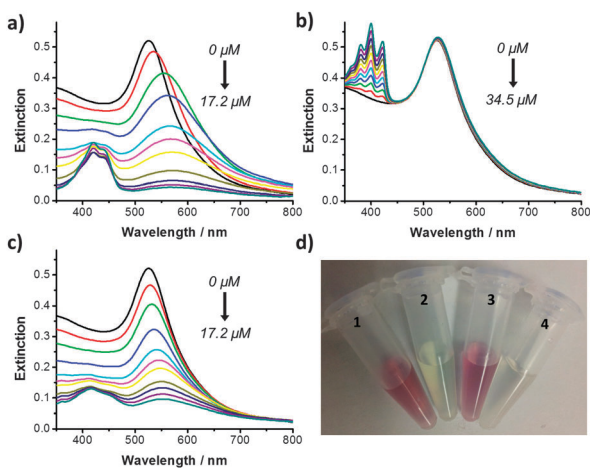 a)
0.5
0.4
0.3
0.2
0.1
0.0
Extinction
0 µM
17.2 µM
400 500 600 700 800
Wavelength / nm
b)
0.5
0.4
0.3
0.2
0.1
0.0
Extinction
0 µM
34.5 µM
400 500 600 700 800
Wavelength / nm
c)
0.5
0.4
0.3
0.2
0.1
0.0
Extinction
0 µM
17.2 µM
400 500 600 700 800
Wavelength / nm
d)
1 2 3 4